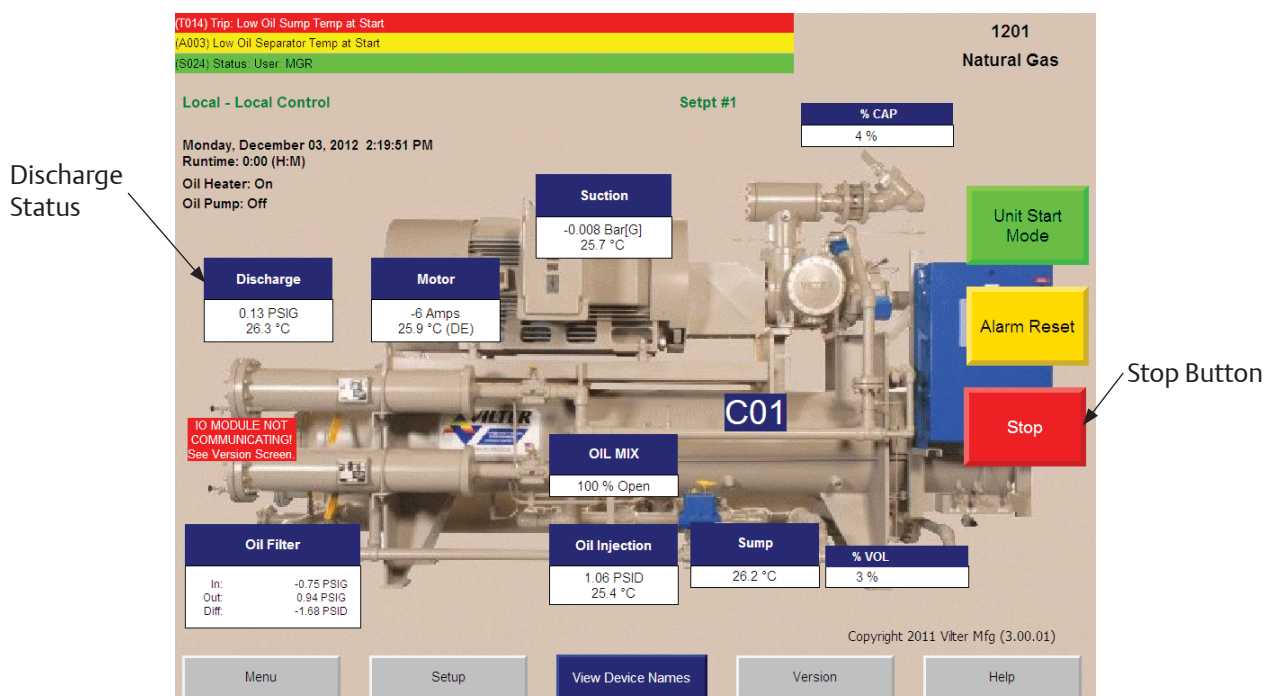 (T014) Trip: Low Oil Sump Temp at Start
(A003) Low Oil Separator Temp at Start
(S024) Status: User: MGR
1201
Natural Gas
Local - Local Control
Setpt #1
% CAP
4 %
Monday, December 03, 2012 2:19:51 PM
Runtime: 0:00 (H:M)
Oil Heater: On
Oil Pump: Off
Discharge
Status
Suction
-0.008 Bar[G]
25.7 °C
Unit Start
Mode
Discharge
0.13 PSIG
26.3 °C
Motor
-6 Amps
25.9 °C (DE)
VILTER
Alarm Reset
Stop Button
Stop
C01
IO MODULE NOT
COMMUNICATING!
See Version Screen.
VILTER
OIL MIX
100 % Open
Oil Filter
In: -0.75 PSIG
Out: 0.94 PSIG
Diff: -1.68 PSID
Oil Injection
1.06 PSID
25.4 °C
Sump
26.2 °C
% VOL
3 %
Copyright 2011 Vilter Mfg (3.00.01)
Menu
Setup
View Device Names
Version
Help